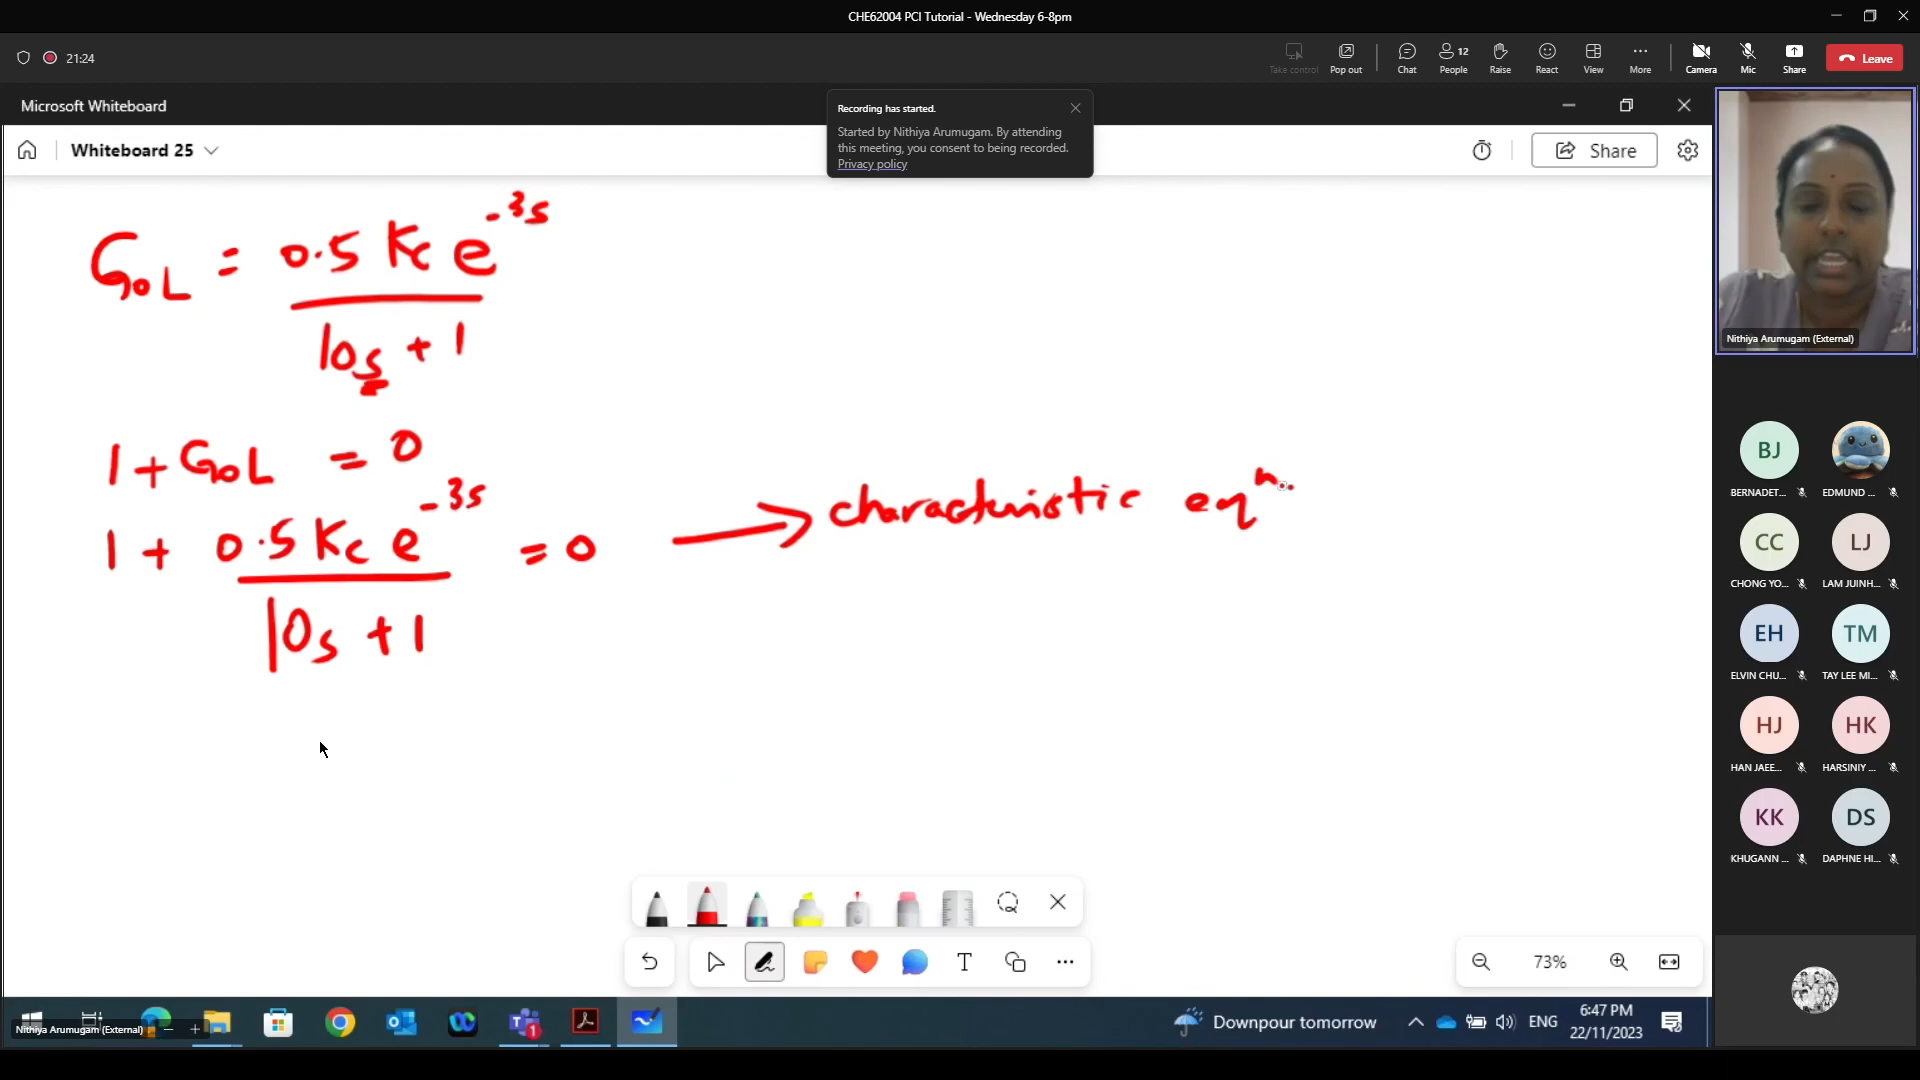 CHE62004 PCI Tutorial - Wednesday 6-8pm
21:24
Take control
Pop out
Chat
12
People
Raise
React
View
More
Camera
Mic
Share
Leave
Microsoft Whiteboard
Recording has started.
Started by Nithiya Arumugam. By attending
this meeting, you consent to being recorded.
Privacy policy
Whiteboard 25
Share
GOL = 0.5 Kc e^-3s
10s + 1
1 + GOL = 0
1 + 0.5 Kc e^-3s = 0 → characteristic eq^n.
10s + 1
Nithiya Arumugam (External)
BJ
BERNADET...
EDMUND ...
CC
CHONG YO...
LJ
LAM JUINH...
EH
ELVIN CHU...
TM
TAY LEE MI...
HJ
HAN JAEE...
HK
HARSINIY ...
KK
KHUGANN ...
DS
DAPHNE HI...
T
73%
Nithiya Arumugam (External)
1
Downpour tomorrow
ENG
6:47 PM
22/11/2023